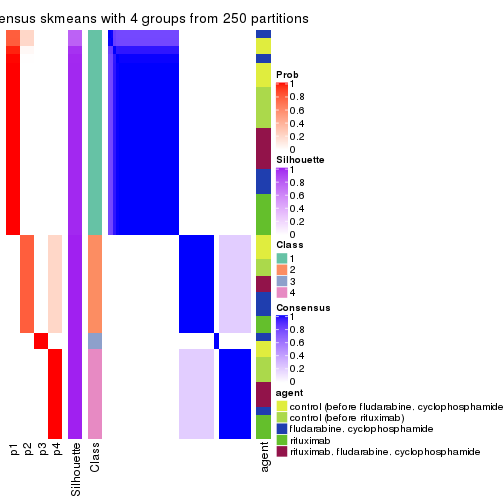 ensus skmeans with 4 groups from 250 partitions
Prob
1
0.8
0.6
0.4
0.2
0
Silhouette
1
0.8
0.6
0.4
0.2
0
Class
1
2
3
4
Consensus
1
0.8
0.6
0.4
0.2
0
agent
control (before fludarabine. cyclophosphamide
control (before rituximab)
fludarabine. cyclophosphamide
rituximab
rituximab. fludarabine. cyclophosphamide
p1
p2
p3
p4
Silhouette
Class
agent